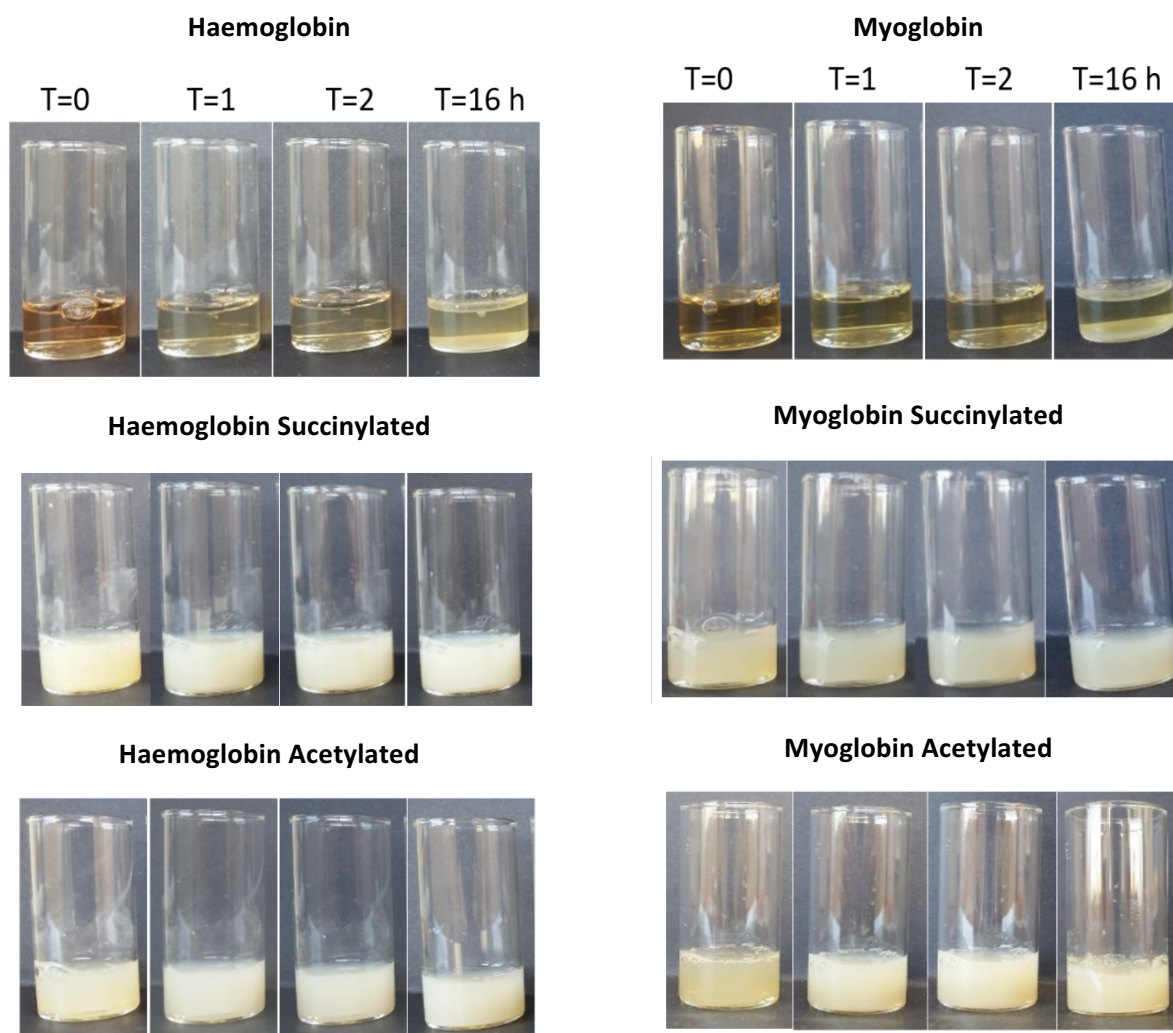 Haemoglobin
T=0 T=1 T=2 T=16 h
Myoglobin
T=0 T=1 T=2 T=16 h
Haemoglobin Succinylated
Myoglobin Succinylated
Haemoglobin Acetylated
Myoglobin Acetylated